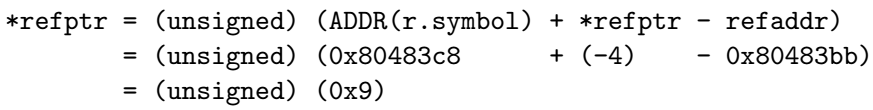 *refptr = (unsigned) (ADDR(r.symbol) + *refptr - refaddr)
= (unsigned) (0x80483c8 + (-4) - 0x80483bb)
= (unsigned) (0x9)